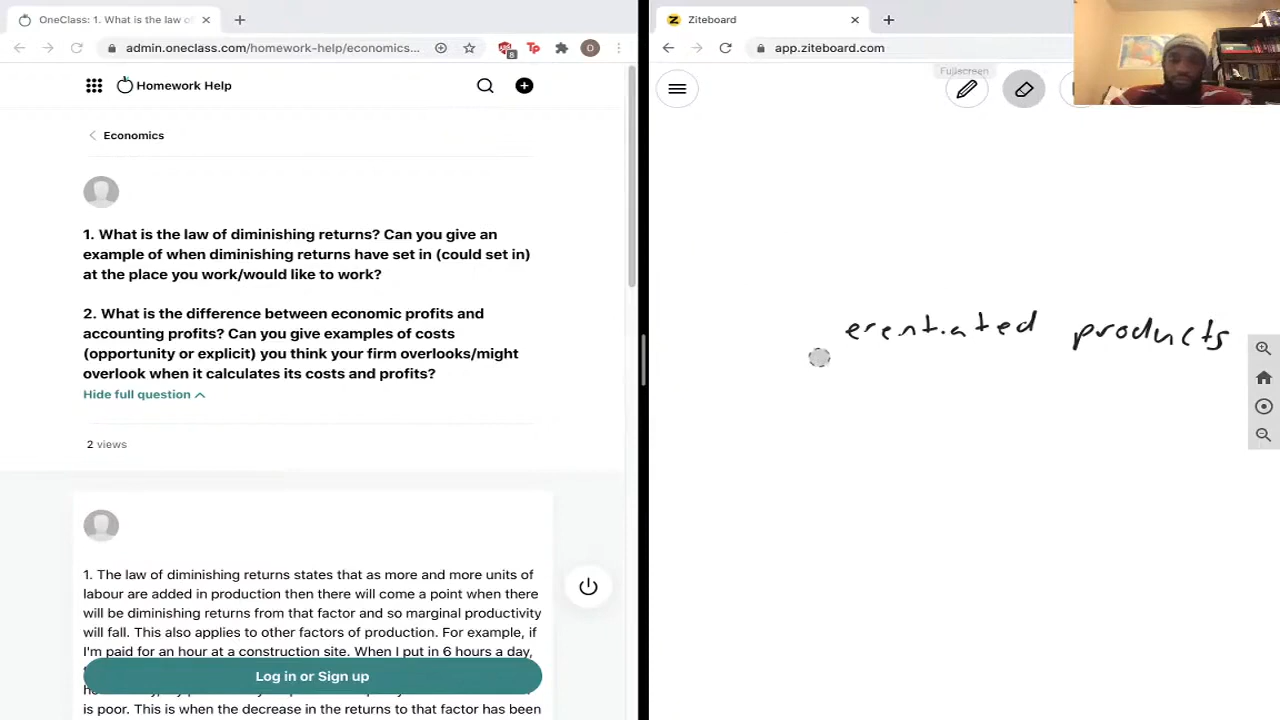 OneClass: 1. What is the law of
Ziteboard
admin.oneclass.com/homework-help/economics...
8
Tp
O
app.ziteboard.com
Fullscreen
Homework Help
Economics
1. What is the law of diminishing returns? Can you give an
example of when diminishing returns have set in (could set in)
at the place you work/would like to work?
2. What is the difference between economic profits and
accounting profits? Can you give examples of costs
(opportunity or explicit) you think your firm overlooks/might
overlook when it calculates its costs and profits?
Hide full question
2 views
erentiated products
1. The law of diminishing returns states that as more and more units of
labour are added in production then there will come a point when there
will be diminishing returns from that factor and so marginal productivity
will fall. This also applies to other factors of production. For example, if
I'm paid for an hour at a construction site. When I put in 6 hours a day,
Log in or Sign up
is poor. This is when the decrease in the returns to that factor has been